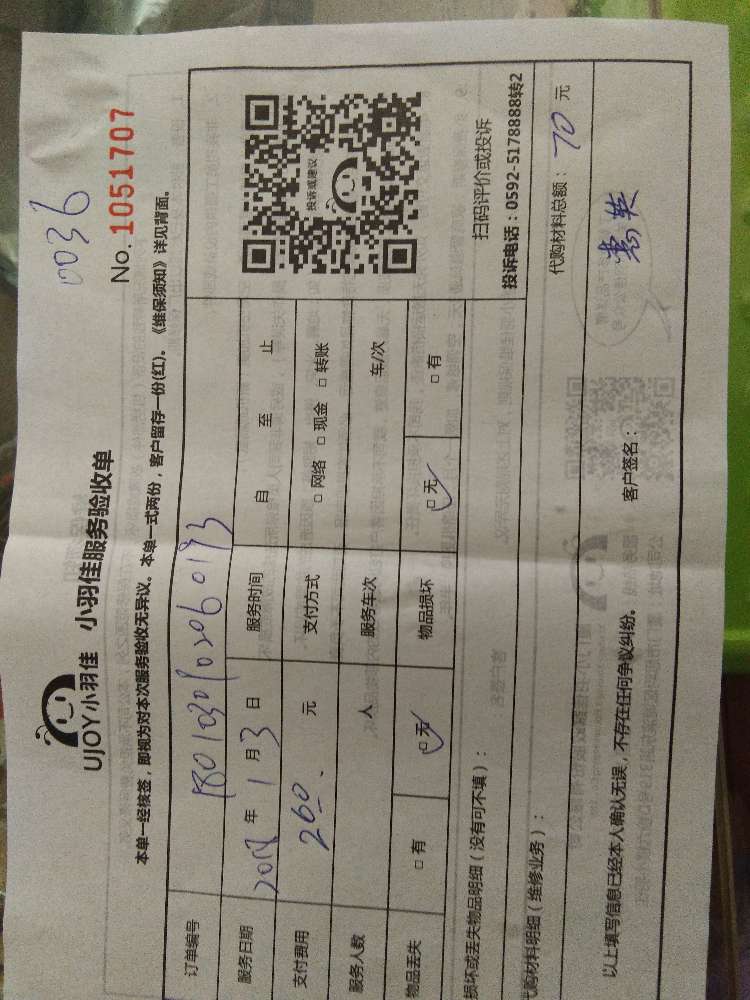 0036
No. 1051707
UJOY小羽佳 小羽佳服务验收单
本单一经核签，即视为对本次服务验收无异议。本单一式两份，客户留存一份(红)。《维保须知》详见背面。
订单编号
服务日期 2018 年 1 月 3 日 服务时间 自 至 止
支付费用 260 元 支付方式 □ 网络 □ 现金 □ 转账
服务人数 人 服务车次 车/次
物品丢失 □ 有 □ 无 物品损坏 □ 无 □ 有
投诉或建议
扫码评价或投诉
投诉电话：0592-5178888转2
损坏或丢失物品明细（没有可不填）：
代购材料明细（维修业务）：
代购材料总额：70 元
以上填写信息已经本人确认无误，不存在任何争议纠纷。 客户签名：